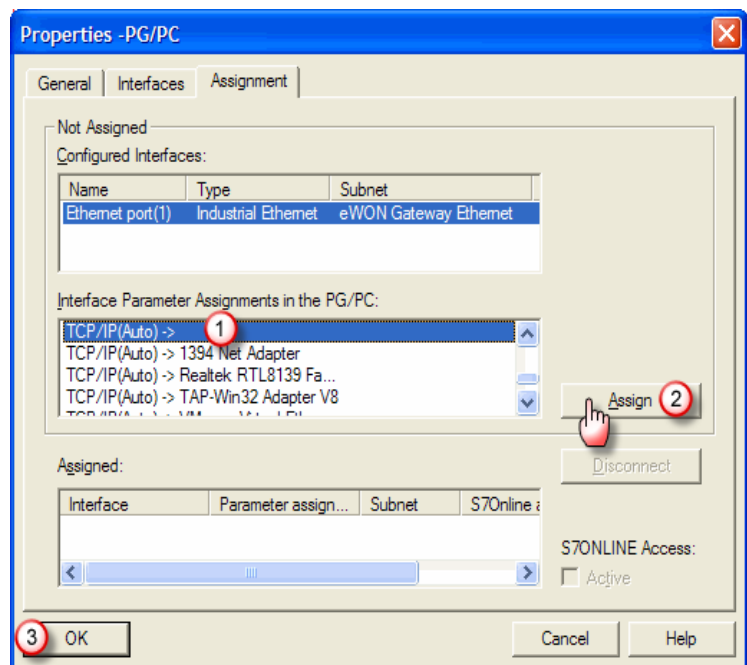 Properties -PG/PC
General Interfaces Assignment
Not Assigned
Configured Interfaces:
Name Type Subnet
Ethernet port(1) Industrial Ethernet eWON Gateway Ethernet
Interface Parameter Assignments in the PG/PC:
TCP/IP(Auto) -> 1
TCP/IP(Auto) -> 1394 Net Adapter
TCP/IP(Auto) -> Realtek RTL8139 Fa...
TCP/IP(Auto) -> TAP-Win32 Adapter V8
Assign 2
Assigned:
Disconnect
Interface Parameter assign... Subnet S7Online
S7ONLINE Access:
Active
3 OK Cancel Help